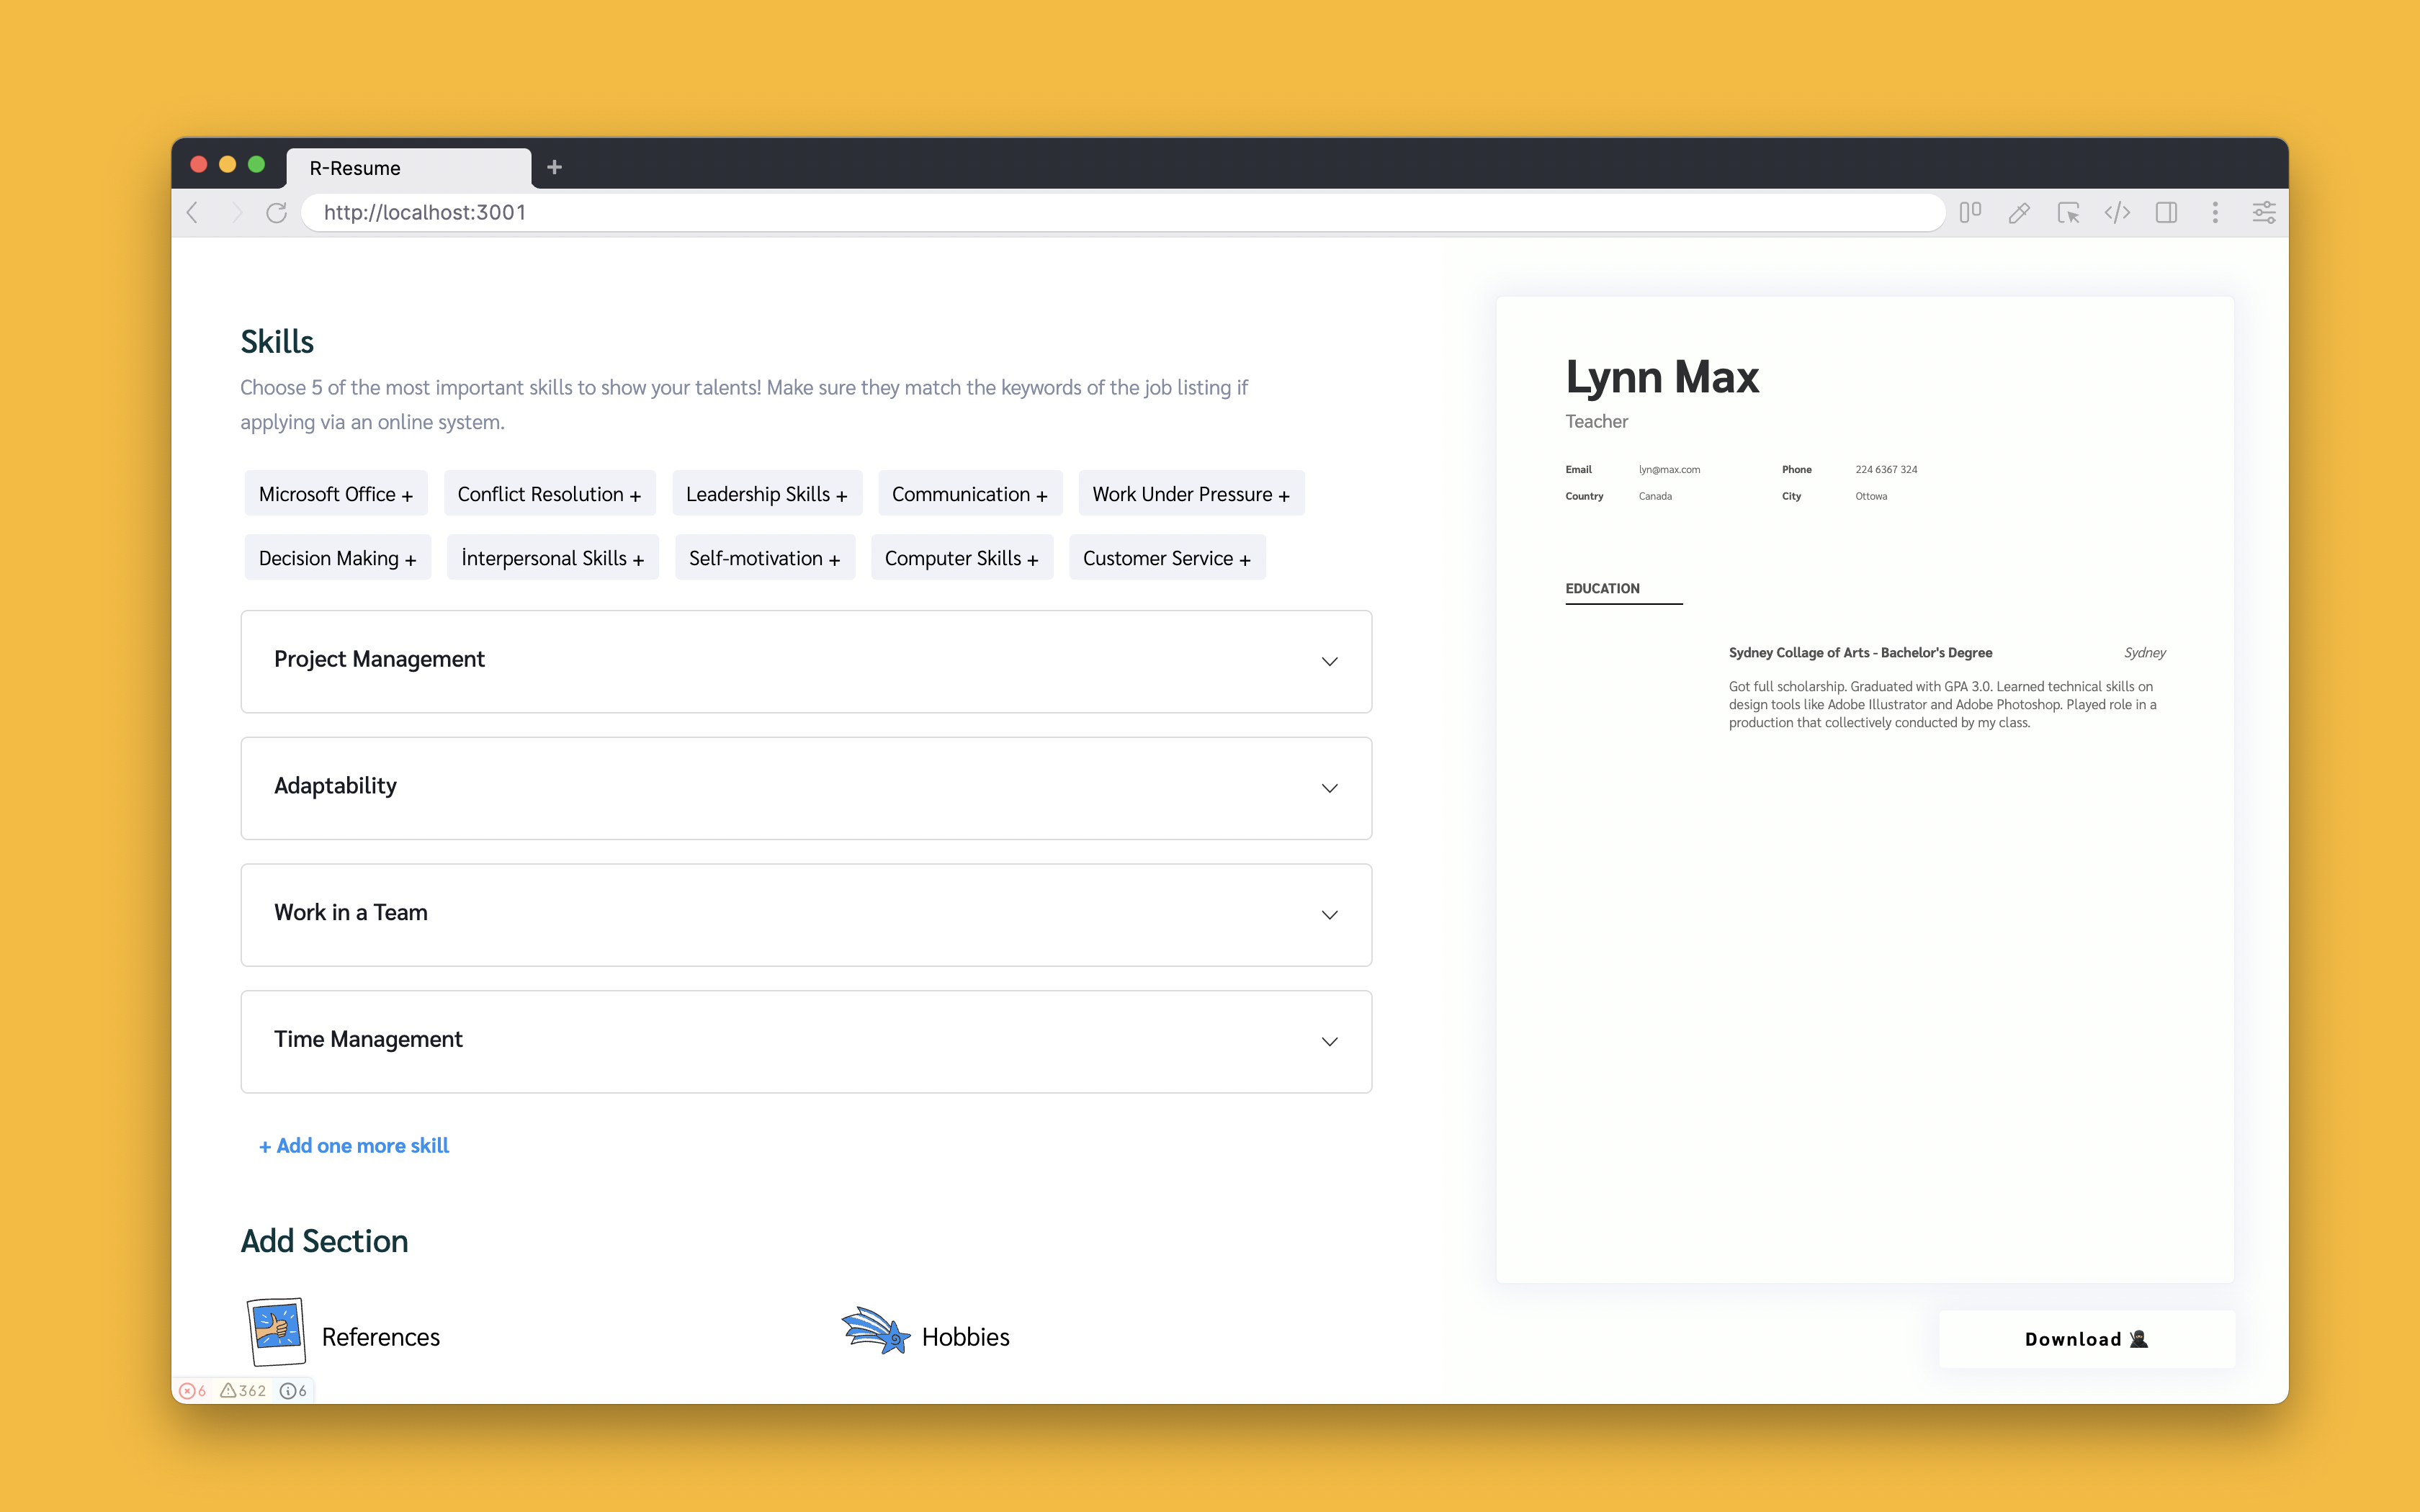 R-Resume
http://localhost:3001
Skills
Choose 5 of the most important skills to show your talents! Make sure they match the keywords of the job listing if
applying via an online system.
Microsoft Office + Conflict Resolution + Leadership Skills + Communication + Work Under Pressure +
Decision Making + İnterpersonal Skills + Self-motivation + Computer Skills + Customer Service +
Project Management
Adaptability
Work in a Team
Time Management
+ Add one more skill
Add Section
References Hobbies
6 362 6
Lynn Max
Teacher
Email lyn@max.com Phone 224 6367 324
Country Canada City Ottowa
EDUCATION
Sydney Collage of Arts - Bachelor's Degree Sydney
Got full scholarship. Graduated with GPA 3.0. Learned technical skills on
design tools like Adobe Illustrator and Adobe Photoshop. Played role in a
production that collectively conducted by my class.
Download